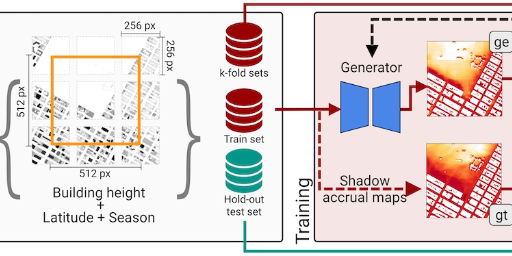 256 px
256 px
512 px
512 px
Building height
+
Latitude + Season
k-fold sets
Train set
Hold-out
test set
Training
Generator
Shadow
accrual maps
ge
gt